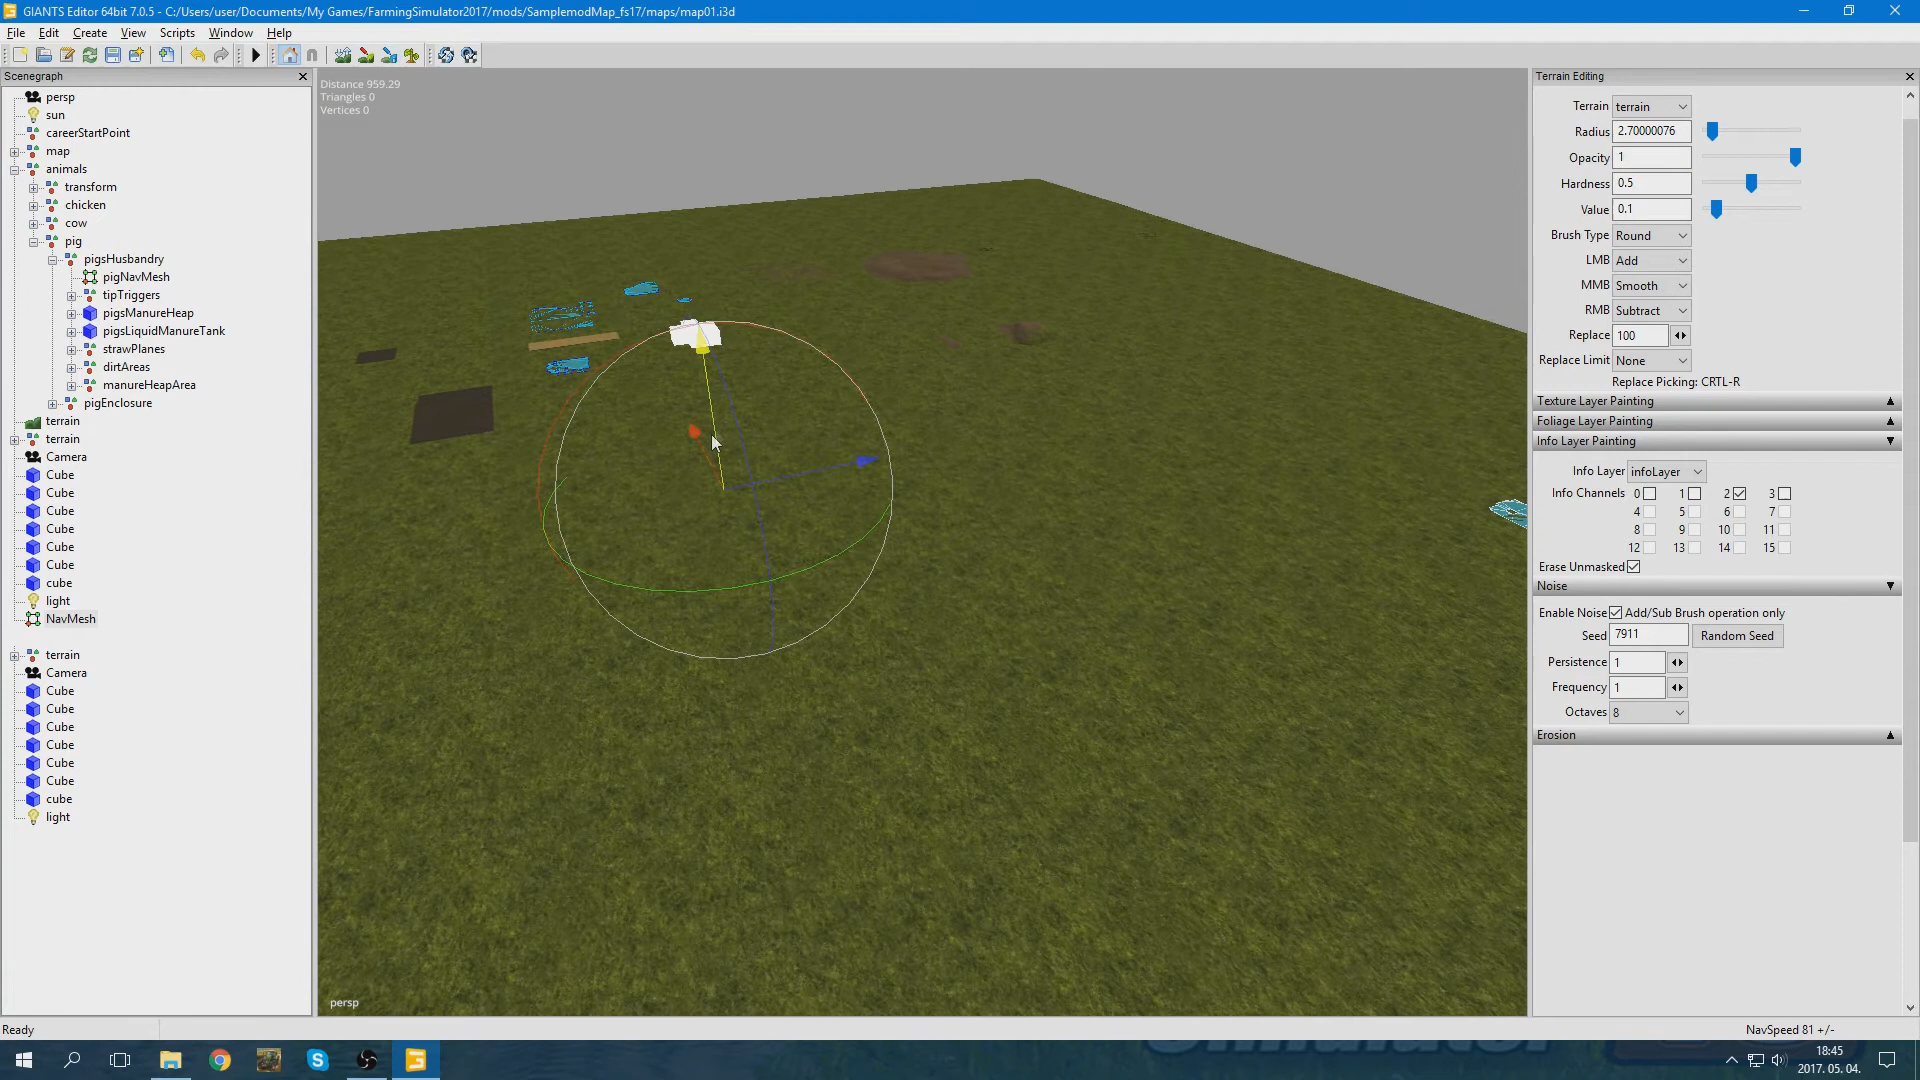 GIANTS Editor 64bit 7.0.5 - C:/Users/user/Documents/My Games/FarmingSimulator2017/mods/SamplemodMap_fs17/maps/map01.i3d
File Edit Create View Scripts Window Help
Scenegraph
persp
sun
careerStartPoint
map
animals
transform
chicken
cow
pig
pigsHusbandry
pigNavMesh
tipTriggers
pigsManureHeap
pigsLiquidManureTank
strawPlanes
dirtAreas
manureHeapArea
pigEnclosure
terrain
terrain
Camera
Cube
Cube
Cube
Cube
Cube
Cube
cube
light
NavMesh
terrain
Camera
Cube
Cube
Cube
Cube
Cube
Cube
cube
light
Distance 959.29
Triangles 0
Vertices 0
persp
Terrain Editing
Terrain terrain
Radius 2.70000076
Opacity 1
Hardness 0.5
Value 0.1
Brush Type Round
LMB Add
MMB Smooth
RMB Subtract
Replace 100
Replace Limit None
Replace Picking: CRTL-R
Texture Layer Painting
Foliage Layer Painting
Info Layer Painting
Info Layer infoLayer
Info Channels 0 1 2 3
4 5 6 7
8 9 10 11
12 13 14 15
Erase Unmasked
Noise
Enable Noise Add/Sub Brush operation only
Seed 7911 Random Seed
Persistence 1
Frequency 1
Octaves 8
Erosion
Ready
NavSpeed 81 +/-
18:45
2017. 05. 04.